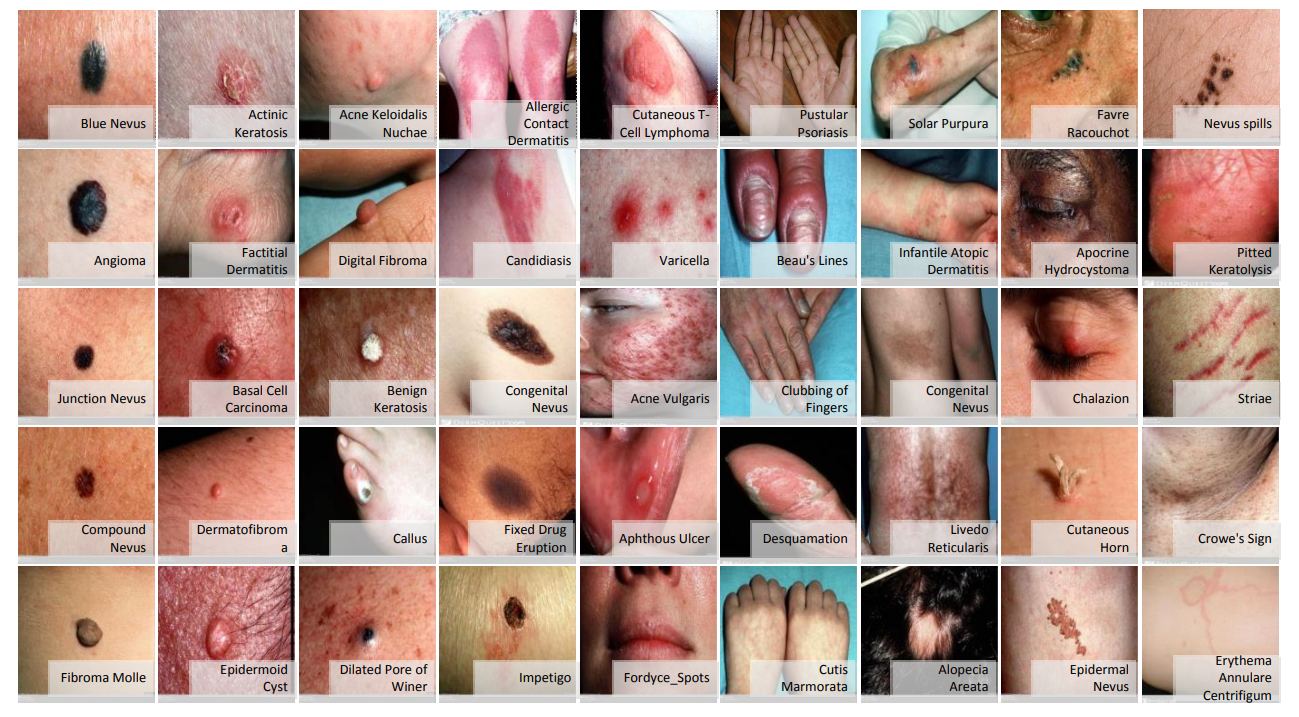 Blue Nevus
Actinic
Keratosis
Acne Keloidalis
Nuchae
Allergic
Contact
Dermatitis
Cutaneous T-
Cell Lymphoma
Pustular
Psoriasis
Solar Purpura
Favre
Racouchot
Nevus spills
Angioma
Factitial
Dermatitis
Digital Fibroma
Candidiasis
Varicella
Beau's Lines
Infantile Atopic
Dermatitis
Apocrine
Hydrocystoma
Pitted
Keratolysis
Junction Nevus
Basal Cell
Carcinoma
Benign
Keratosis
Congenital
Nevus
Acne Vulgaris
Clubbing of
Fingers
Congenital
Nevus
Chalazion
Striae
Compound
Nevus
Dermatofibrom
a
Callus
Fixed Drug
Eruption
Aphthous Ulcer
Desquamation
Livedo
Reticularis
Cutaneous
Horn
Crowe's Sign
Fibroma Molle
Epidermoid
Cyst
Dilated Pore of
Winer
Impetigo
Fordyce_Spots
Cutis
Marmorata
Alopecia
Areata
Epidermal
Nevus
Erythema
Annulare
Centrifigum